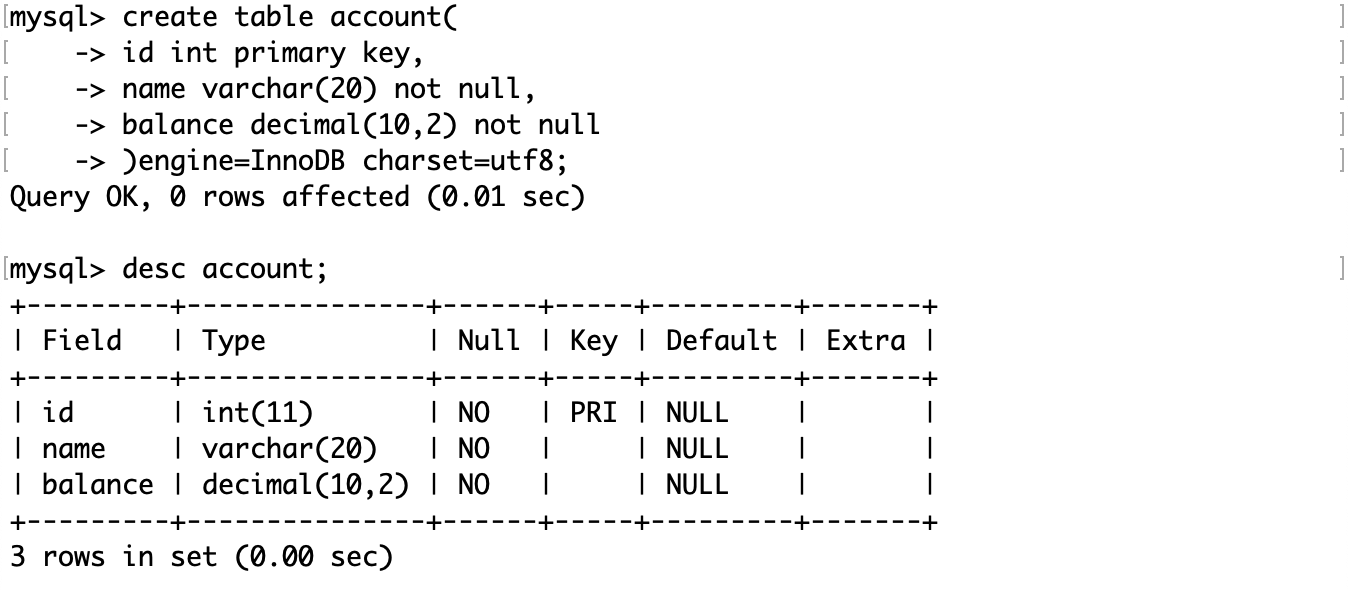 [mysql> create table account( ]
[    -> id int primary key, ]
[    -> name varchar(20) not null, ]
[    -> balance decimal(10,2) not null ]
[    -> )engine=InnoDB charset=utf8; ]
Query OK, 0 rows affected (0.01 sec)

[mysql> desc account; ]
+---------+---------------+------+-----+---------+-------+
| Field   | Type          | Null | Key | Default | Extra |
+---------+---------------+------+-----+---------+-------+
| id      | int(11)       | NO   | PRI | NULL    |       |
| name    | varchar(20)   | NO   |     | NULL    |       |
| balance | decimal(10,2) | NO   |     | NULL    |       |
+---------+---------------+------+-----+---------+-------+
3 rows in set (0.00 sec)